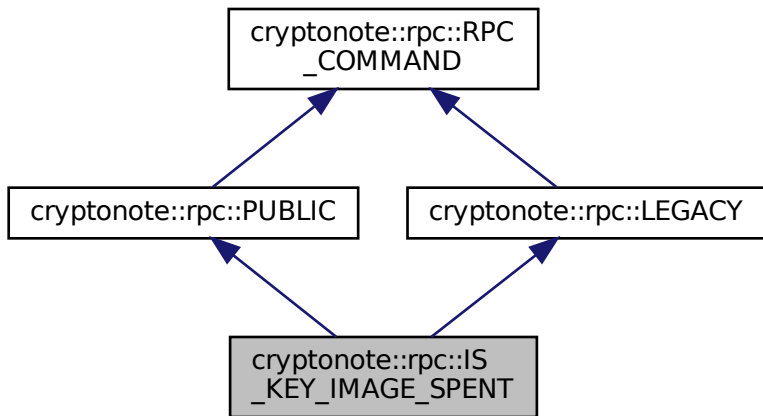 cryptonote::rpc::RPC
_COMMAND
cryptonote::rpc::PUBLIC
cryptonote::rpc::LEGACY
cryptonote::rpc::IS
_KEY_IMAGE_SPENT